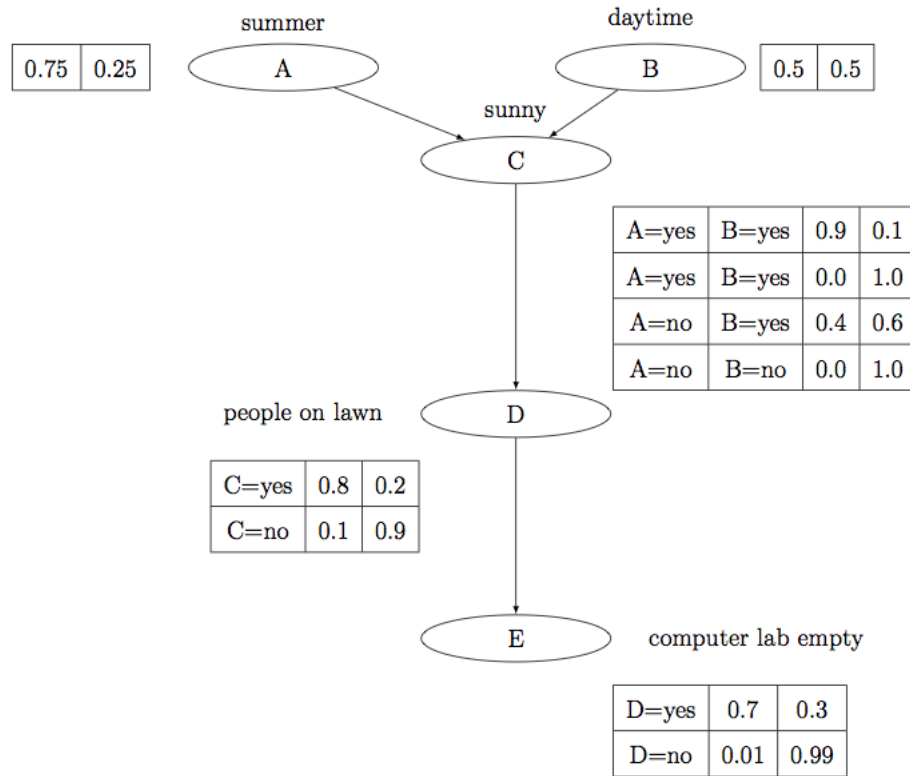 summer
daytime
0.75 0.25
A
B
0.5 0.5
sunny
C
A=yes B=yes 0.9 0.1
A=yes B=yes 0.0 1.0
A=no B=yes 0.4 0.6
A=no B=no 0.0 1.0
people on lawn
D
C=yes 0.8 0.2
C=no 0.1 0.9
E
computer lab empty
D=yes 0.7 0.3
D=no 0.01 0.99